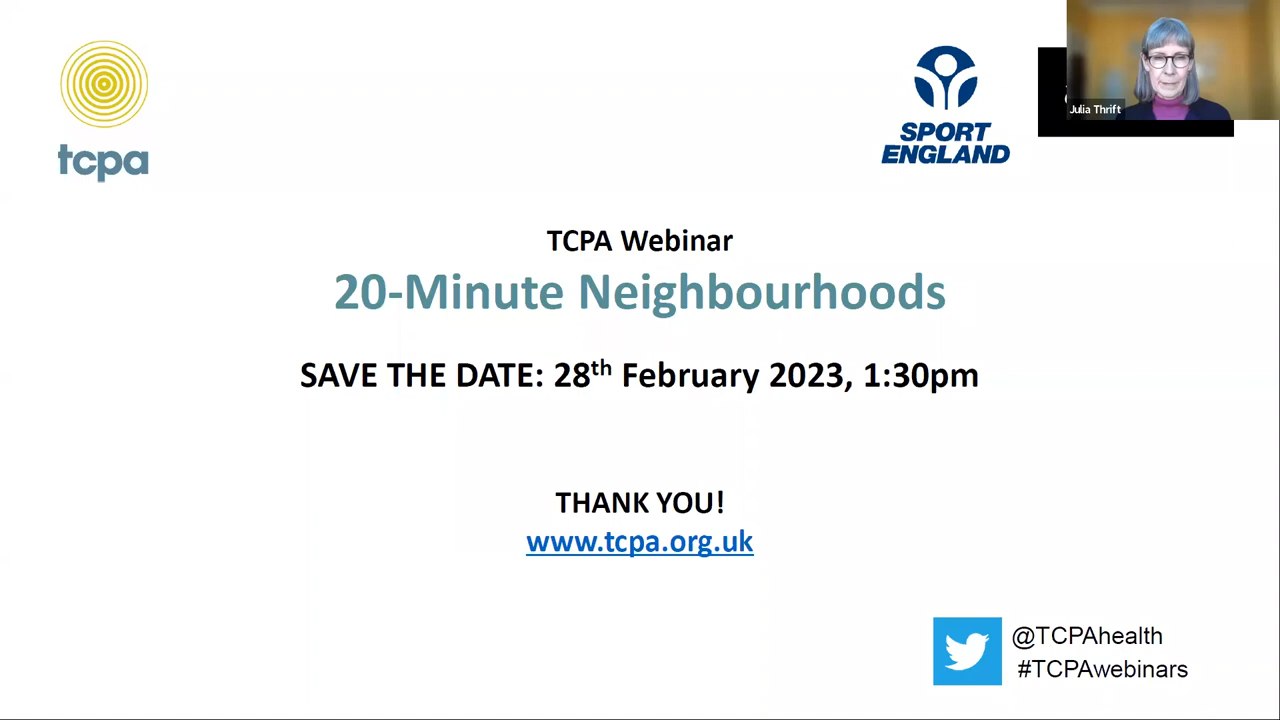 tcpa
SPORT
ENGLAND
Julia Thrift
TCPA Webinar
20-Minute Neighbourhoods
SAVE THE DATE: 28th February 2023, 1:30pm
THANK YOU!
www.tcpa.org.uk
@TCPAhealth
#TCPAwebinars